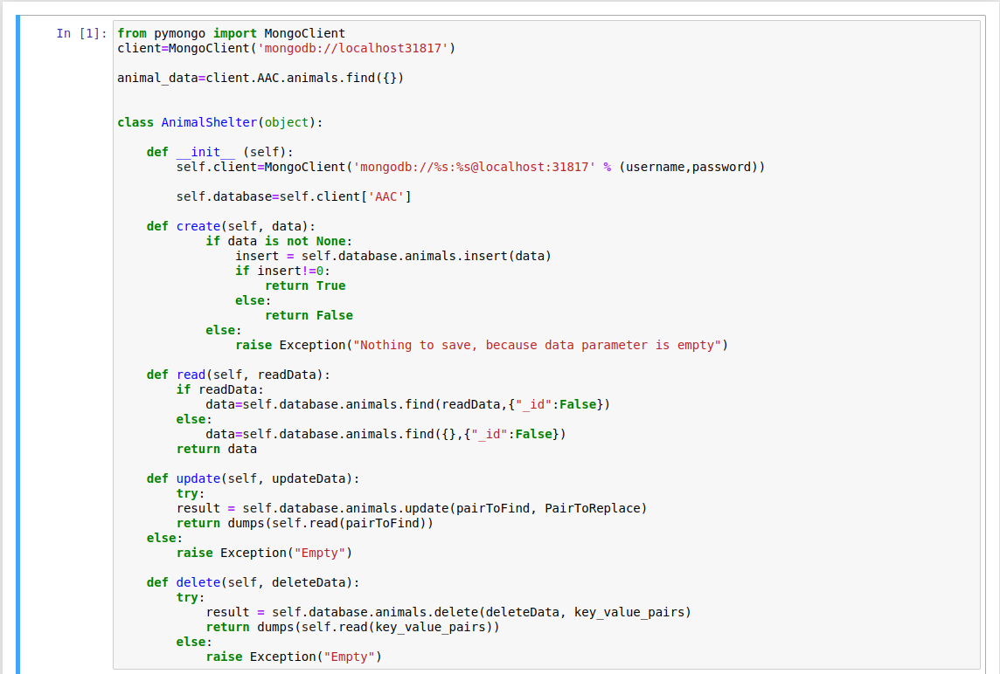 In [1]:
from pymongo import MongoClient
client=MongoClient('mongodb://localhost31817')

animal_data=client.AAC.animals.find({})


class AnimalShelter(object):

    def __init__ (self):
        self.client=MongoClient('mongodb://%s:%s@localhost:31817' % (username,password))

        self.database=self.client['AAC']

    def create(self, data):
            if data is not None:
                insert = self.database.animals.insert(data)
                if insert!=0:
                    return True
                else:
                    return False
            else:
                raise Exception("Nothing to save, because data parameter is empty")

    def read(self, readData):
        if readData:
            data=self.database.animals.find(readData,{"_id":False})
        else:
            data=self.database.animals.find({},{"_id":False})
        return data

    def update(self, updateData):
        try:
        result = self.database.animals.update(pairToFind, PairToReplace)
        return dumps(self.read(pairToFind))
    else:
        raise Exception("Empty")

    def delete(self, deleteData):
        try:
            result = self.database.animals.delete(deleteData, key_value_pairs)
            return dumps(self.read(key_value_pairs))
        else:
            raise Exception("Empty")